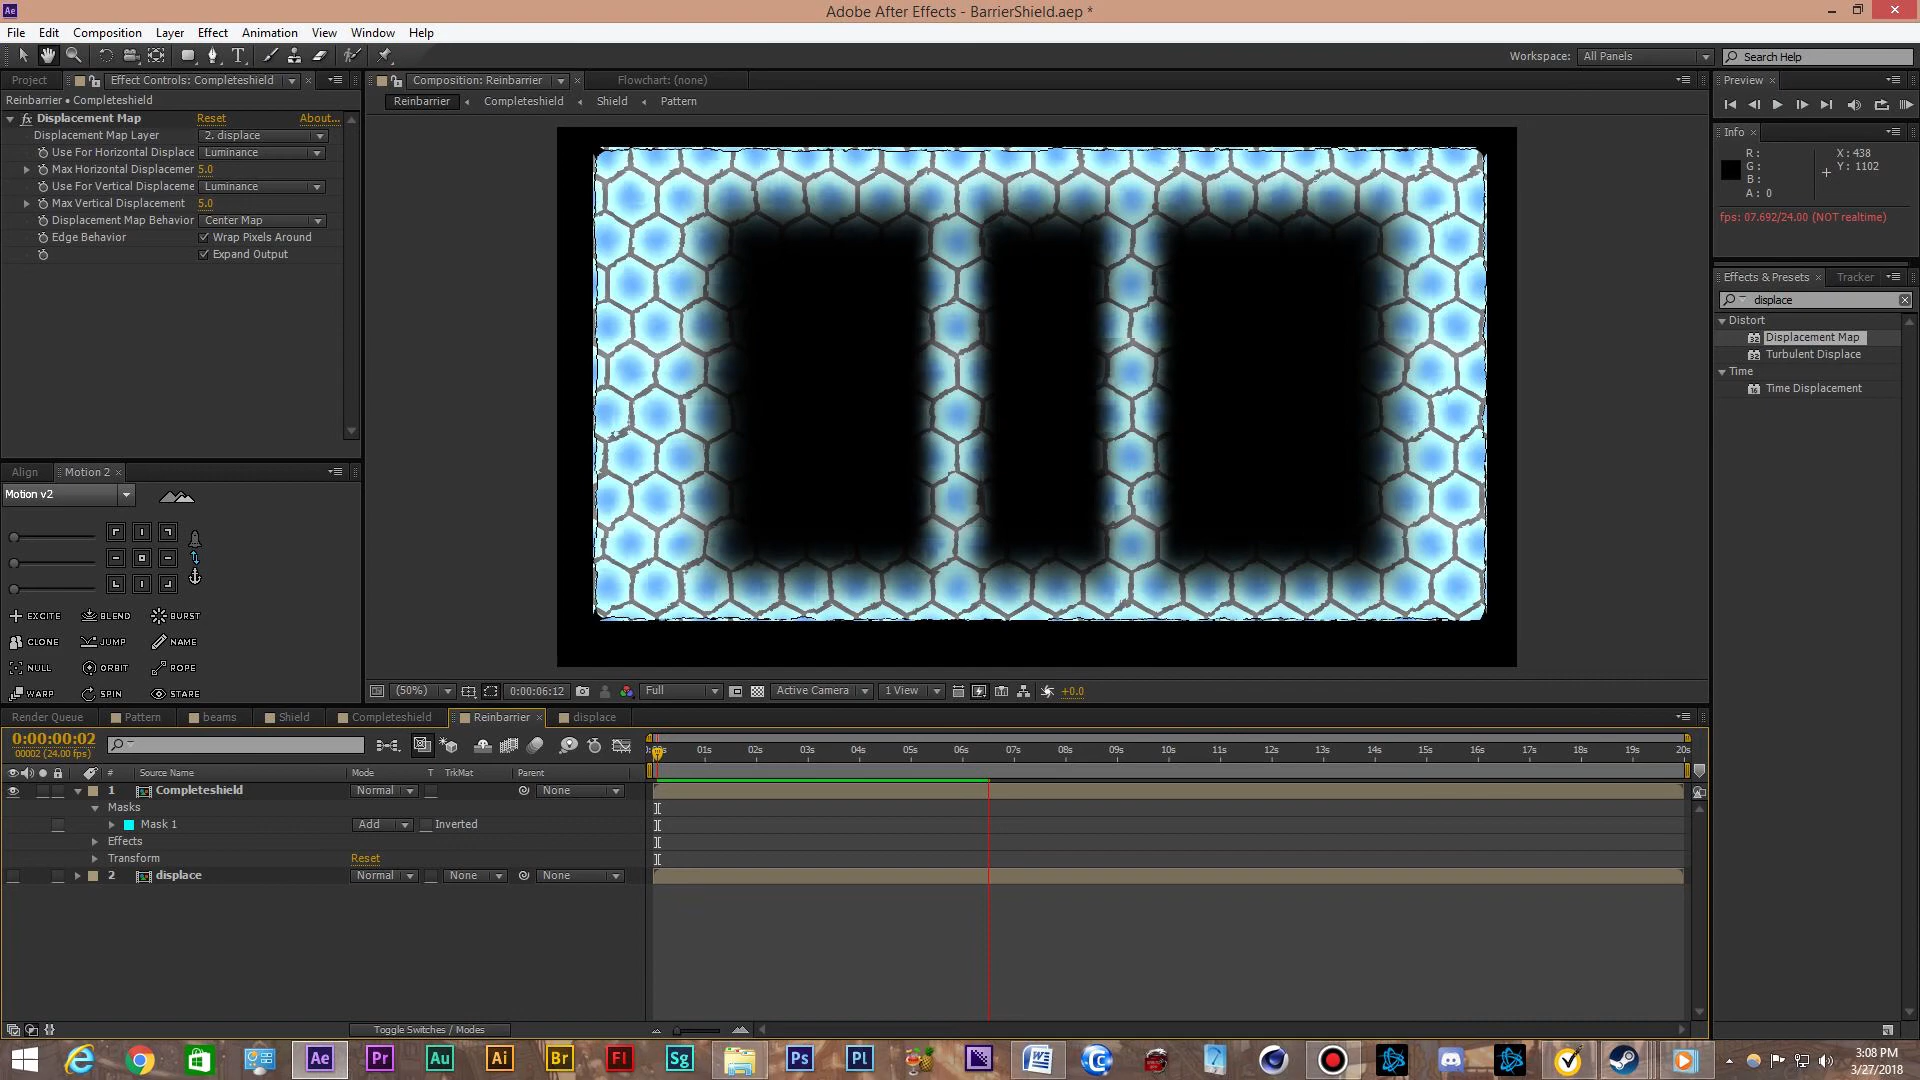 Adobe After Effects - BarrierShield.aep *
File Edit Composition Layer Effect Animation View Window Help
Workspace: All Panels Search Help
Project Effect Controls: Completeshield
Reinbarrier • Completeshield
fx Displacement Map Reset About...
Displacement Map Layer 2. displace
Use For Horizontal Displace Luminance
Max Horizontal Displacemer 5.0
Use For Vertical Displaceme Luminance
Max Vertical Displacement 5.0
Displacement Map Behavior Center Map
Edge Behavior Wrap Pixels Around
Expand Output
Composition: Reinbarrier Flowchart: (none)
Reinbarrier Completeshield Shield Pattern
Preview
Info
R: X: 438
G: Y: 1102
B:
A: 0
fps: 07.692/24.00 (NOT realtime)
Effects & Presets Tracker
displace
Distort
Displacement Map
Turbulent Displace
Time
Time Displacement
Align Motion 2
Motion v2
EXCITE BLEND BURST
CLONE JUMP NAME
NULL ORBIT ROPE
WARP SPIN STARE
(50%) 0:00:06:12 Full Active Camera 1 View +0.0
Render Queue Pattern beams Shield Completeshield Reinbarrier displace
0:00:00:02
00002 (24.00 fps)
01s 02s 03s 04s 05s 06s 07s 08s 09s 10s 11s 12s 13s 14s 15s 16s 17s 18s 19s 20s
# Source Name Mode T TrkMat Parent
1 Completeshield Normal None
Masks
Mask 1 Add Inverted
Effects
Transform Reset
2 displace Normal None None
Toggle Switches / Modes
Ae Pr Au Ai Br Fl Sg Ps Pl
3:08 PM
3/27/2018